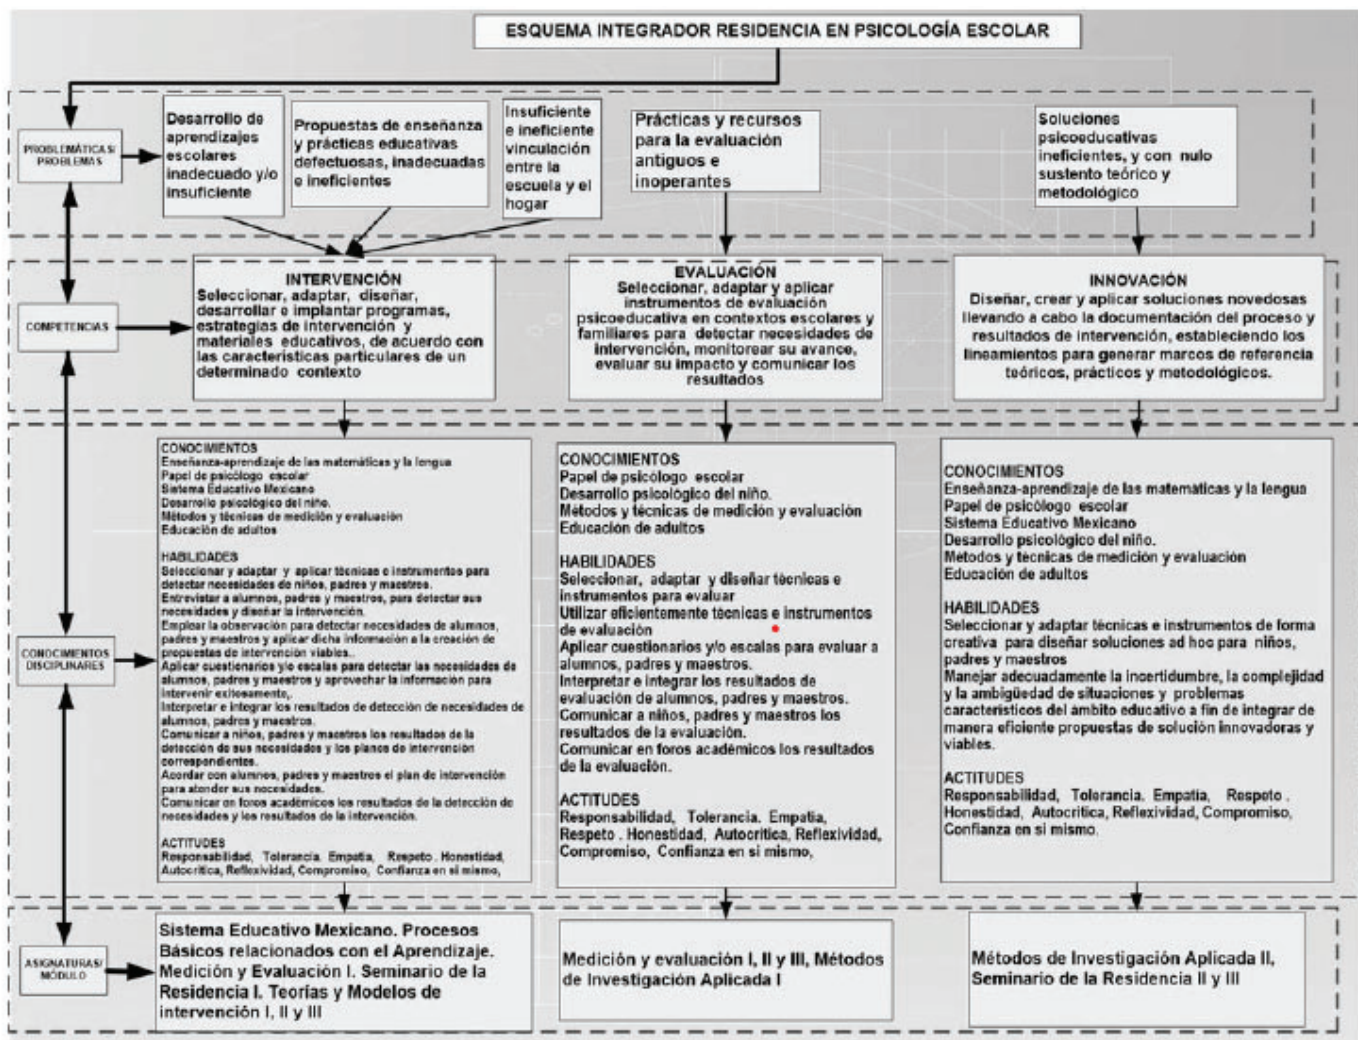 ESQUEMA INTEGRADOR RESIDENCIA EN PSICOLOGÍA ESCOLAR
PROBLEMÁTICAS/
PROBLEMAS
Desarrollo de
aprendizajes
escolares
inadecuado y/o
insuficiente
Propuestas de enseñanza
y prácticas educativas
defectuosas, inadecuadas
e ineficientes
Insuficiente
e ineficiente
vinculación
entre la
escuela y el
hogar
Prácticas y recursos
para la evaluación
antiguos e
inoperantes
Soluciones
psicoeducativas
ineficientes, y con nulo
sustento teórico y
metodológico
COMPETENCIAS
INTERVENCIÓN
Seleccionar, adaptar, diseñar,
desarrollar e implantar programas,
estrategias de intervención y
materiales educativos, de acuerdo con
las características particulares de un
determinado contexto
EVALUACIÓN
Seleccionar, adaptar y aplicar
instrumentos de evaluación
psicoeducativa en contextos escolares y
familiares para detectar necesidades de
intervención, monitorear su avance,
evaluar su impacto y comunicar los
resultados
INNOVACIÓN
Diseñar, crear y aplicar soluciones novedosas
llevando a cabo la documentación del proceso
y resultados de intervención, estableciendo los
lineamientos para generar marcos de referencia
teóricos, prácticos y metodológicos.
CONOCIMIENTOS
DISCIPLINARES
CONOCIMIENTOS
Enseñanza-aprendizaje de las matemáticas y la lengua
Papel de psicólogo escolar
Sistema Educativo Mexicano
Desarrollo psicológico del niño.
Métodos y técnicas de medición y evaluación
Educación de adultos
HABILIDADES
Seleccionar y adaptar y aplicar técnicas e instrumentos para
detectar necesidades de niños, padres y maestros.
Entrevistar a alumnos, padres y maestros, para detectar sus
necesidades y diseñar la intervención.
Emplear la observación para detectar necesidades de alumnos,
padres y maestros y aplicar dicha información a la creación de
propuestas de intervención viables..
Aplicar cuestionarios y/o escalas para detectar las necesidades de
alumnos, padres y maestros y aprovechar la información para
intervenir exitosamente,.
Interpretar e integrar los resultados de detección de necesidades de
alumnos, padres y maestros.
Comunicar a niños, padres y maestros los resultados de la
detección de sus necesidades y los planes de intervención
correspondientes.
Acordar con alumnos, padres y maestros el plan de intervención
para atender sus necesidades.
Comunicar en foros académicos los resultados de la detección de
necesidades y los resultados de la intervención.
ACTITUDES
Responsabilidad, Tolerancia. Empatía, Respeto . Honestidad,
Autocrítica, Reflexividad, Compromiso, Confianza en si mismo,
CONOCIMIENTOS
Papel de psicólogo escolar
Desarrollo psicológico del niño.
Métodos y técnicas de medición y evaluación
Educación de adultos
HABILIDADES
Seleccionar, adaptar y diseñar técnicas e
instrumentos para evaluar
Utilizar eficientemente técnicas e instrumentos
de evaluación
Aplicar cuestionarios y/o escalas para evaluar a
alumnos, padres y maestros.
Interpretar e integrar los resultados de
evaluación de alumnos, padres y maestros.
Comunicar a niños, padres y maestros los
resultados de la evaluación.
Comunicar en foros académicos los resultados
de la evaluación.
ACTITUDES
Responsabilidad, Tolerancia. Empatia,
Respeto . Honestidad, Autocrítica, Reflexividad,
Compromiso, Confianza en si mismo,
CONOCIMIENTOS
Enseñanza-aprendizaje de las matemáticas y la lengua
Papel de psicólogo escolar
Sistema Educativo Mexicano
Desarrollo psicológico del niño.
Métodos y técnicas de medición y evaluación
Educación de adultos
HABILIDADES
Seleccionar y adaptar técnicas e instrumentos de forma
creativa para diseñar soluciones ad hoc para niños,
padres y maestros
Manejar adecuadamente la incertidumbre, la complejidad
y la ambigüedad de situaciones y problemas
característicos del ámbito educativo a fin de integrar de
manera eficiente propuestas de solución innovadoras y
viables.
ACTITUDES
Responsabilidad, Tolerancia. Empatía, Respeto .
Honestidad, Autocrítica, Reflexividad, Compromiso,
Confianza en si mismo.
ASIGNATURAS/
MÓDULO
Sistema Educativo Mexicano. Procesos
Básicos relacionados con el Aprendizaje.
Medición y Evaluación I. Seminario de la
Residencia I. Teorías y Modelos de
intervención I, II y III
Medición y evaluación I, II y III, Métodos
de Investigación Aplicada I
Métodos de Investigación Aplicada II,
Seminario de la Residencia II y III